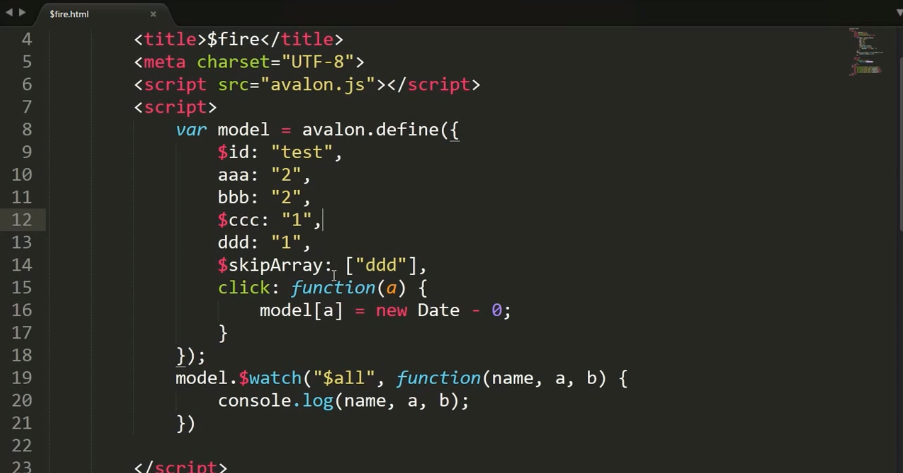 $fire.html ×
4 <title>$fire</title>
5 <meta charset="UTF-8">
6 <script src="avalon.js"></script>
7 <script>
8 var model = avalon.define({
9 $id: "test",
10 aaa: "2",
11 bbb: "2",
12 $ccc: "1",
13 ddd: "1",
14 $skipArray: ["ddd"],
15 click: function(a) {
16 model[a] = new Date - 0;
17 }
18 });
19 model.$watch("$all", function(name, a, b) {
20 console.log(name, a, b);
21 })
22
23 </script>